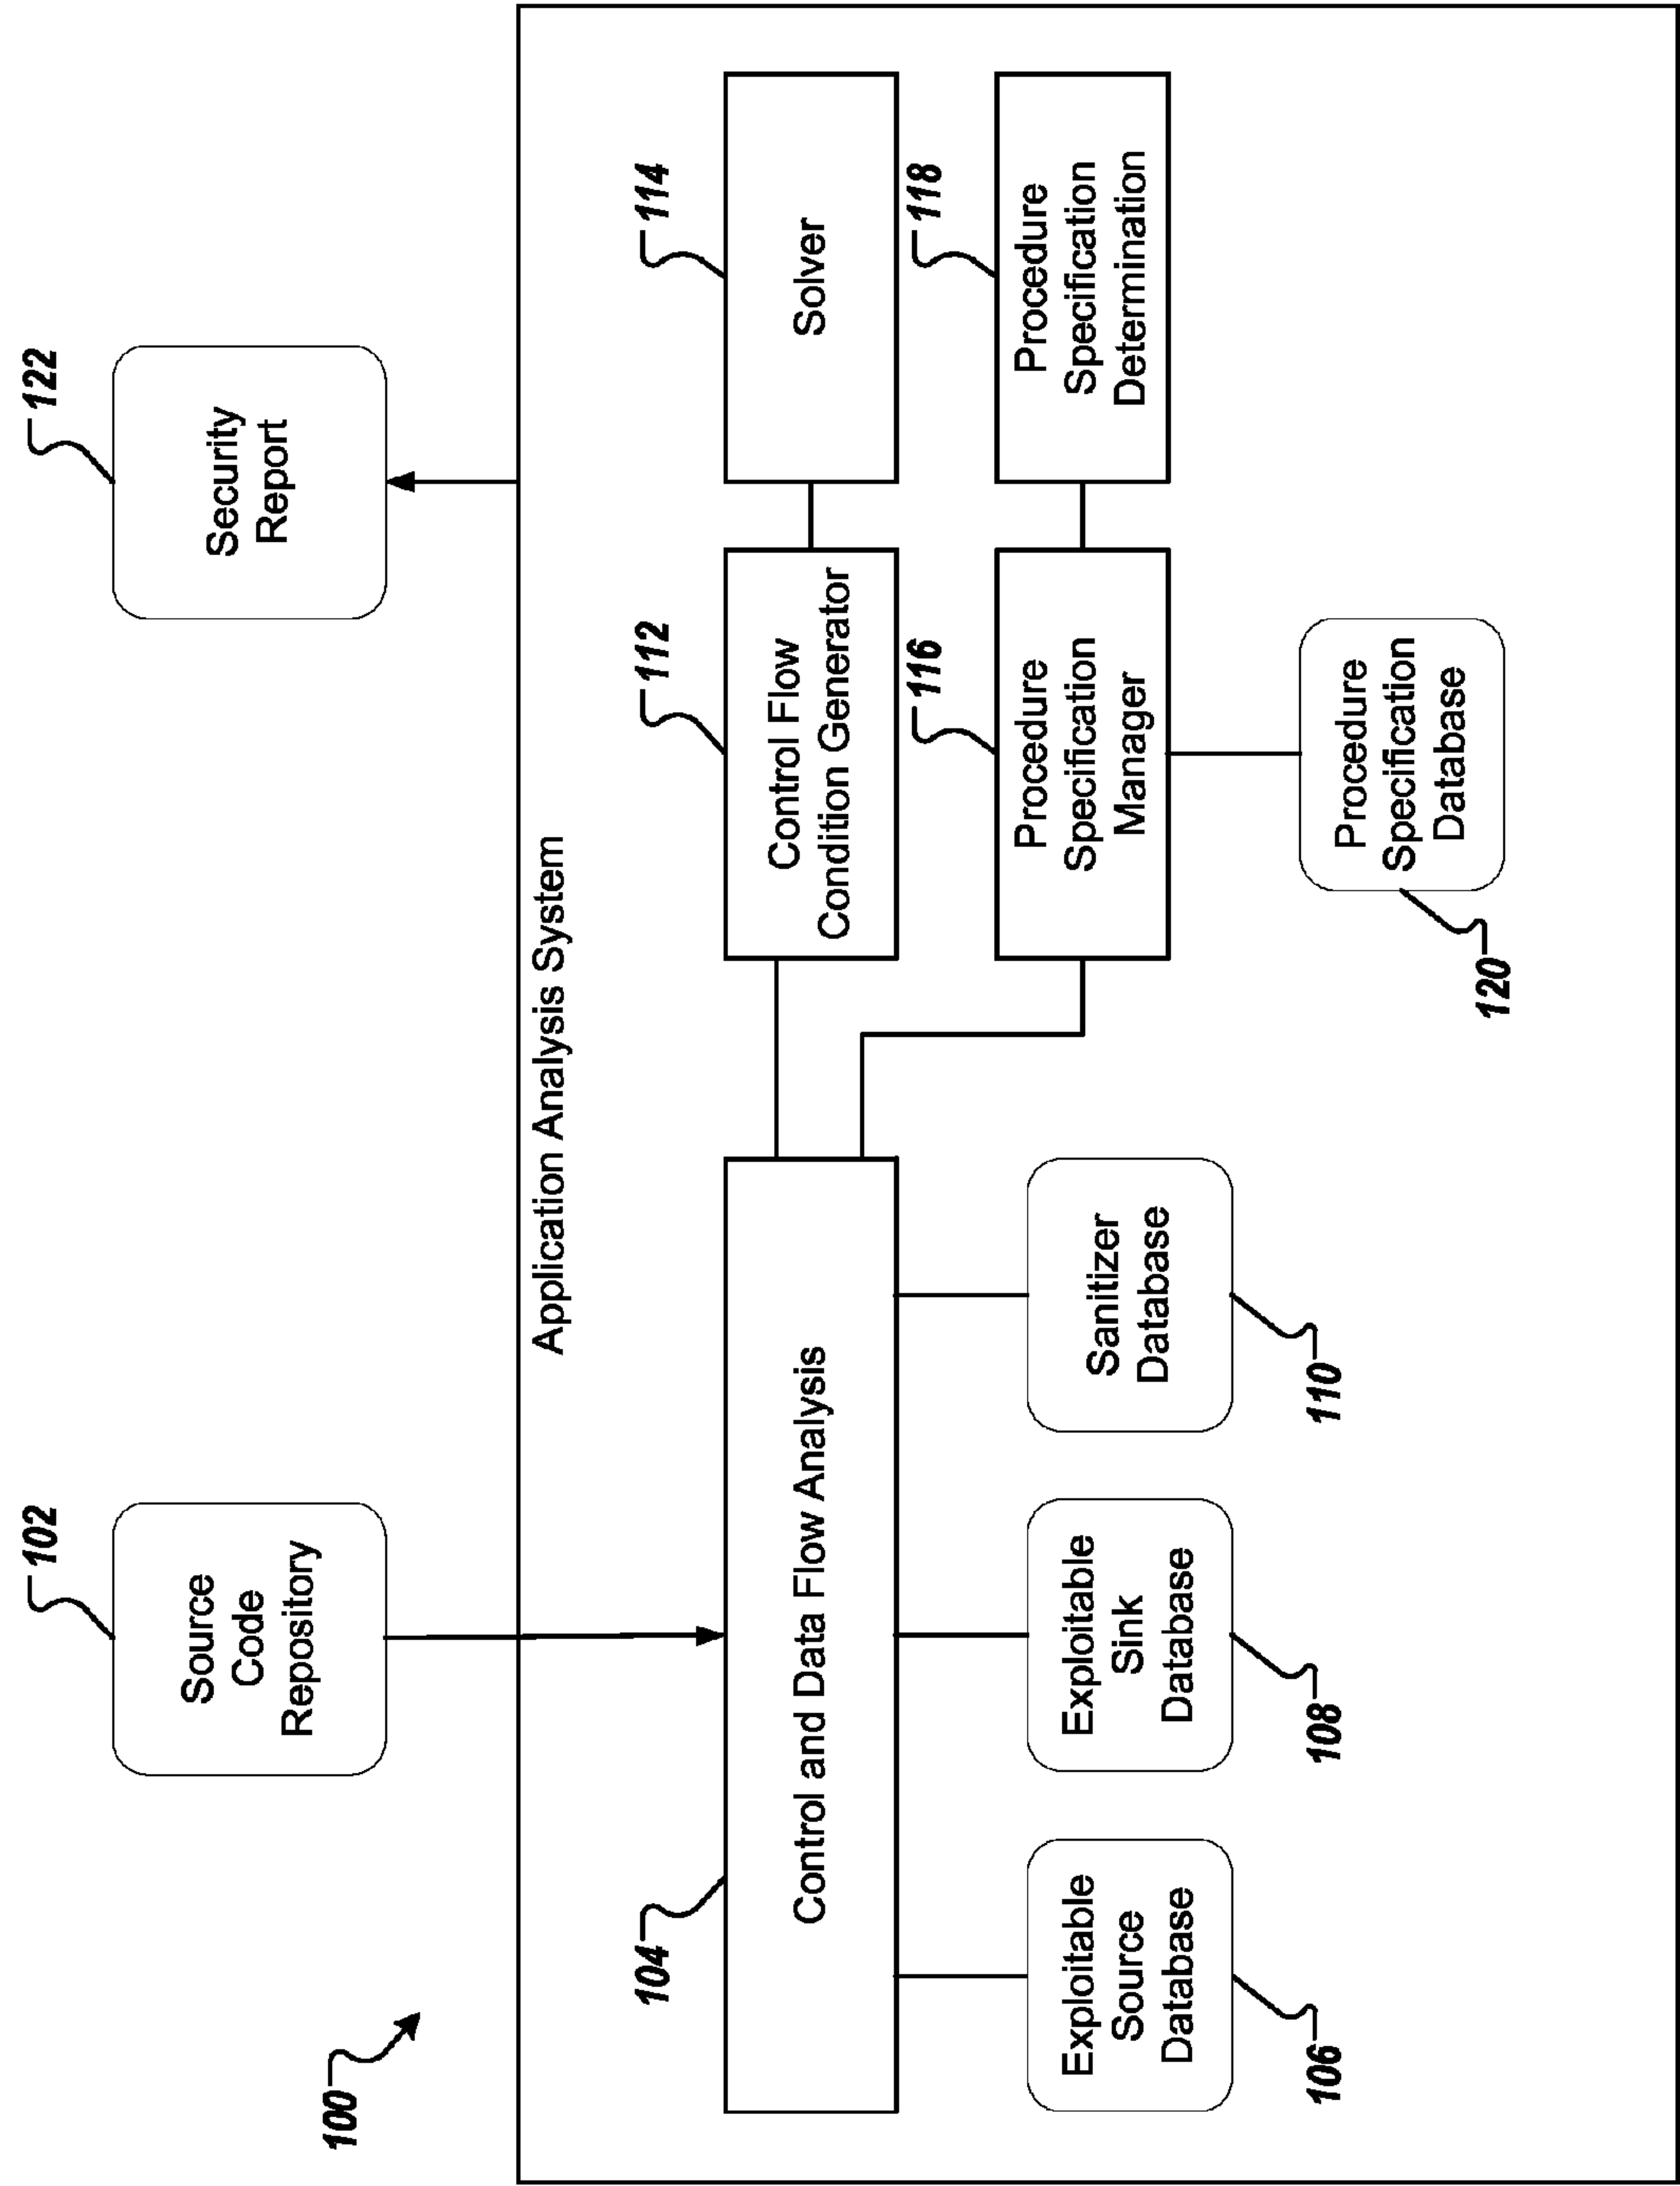 100
102
Source
Code
Repository
122
Security
Report
Application Analysis System
104
Control and Data Flow Analysis
112
Control Flow
Condition Generator
114
Solver
116
Procedure
Specification
Manager
118
Procedure
Specification
Determination
Exploitable
Source
Database
106
Exploitable
Sink
Database
108
Sanitizer
Database
110
Procedure
Specification
Database
120